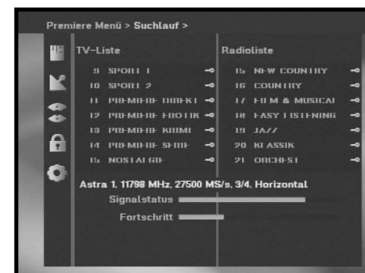 Premiere Menü > Suchlauf >
TV-Liste
9 SPORT 1
10 SPORT 2
11 PREMIERE DIREKT
12 PREMIERE EROTIK
13 PREMIERE KRIMI
14 PREMIERE SERIE
15 NOSTALGIE
Radioliste
15 NEW COUNTRY
16 COUNTRY
17 FILM & MUSICAL
18 EASY LISTENING
19 JAZZ
20 KLASSIK
21 ORCHEST
Astra 1, 11798 MHz, 27500 MS/s, 3/4, Horizontal
Signalstatus
Fortschritt